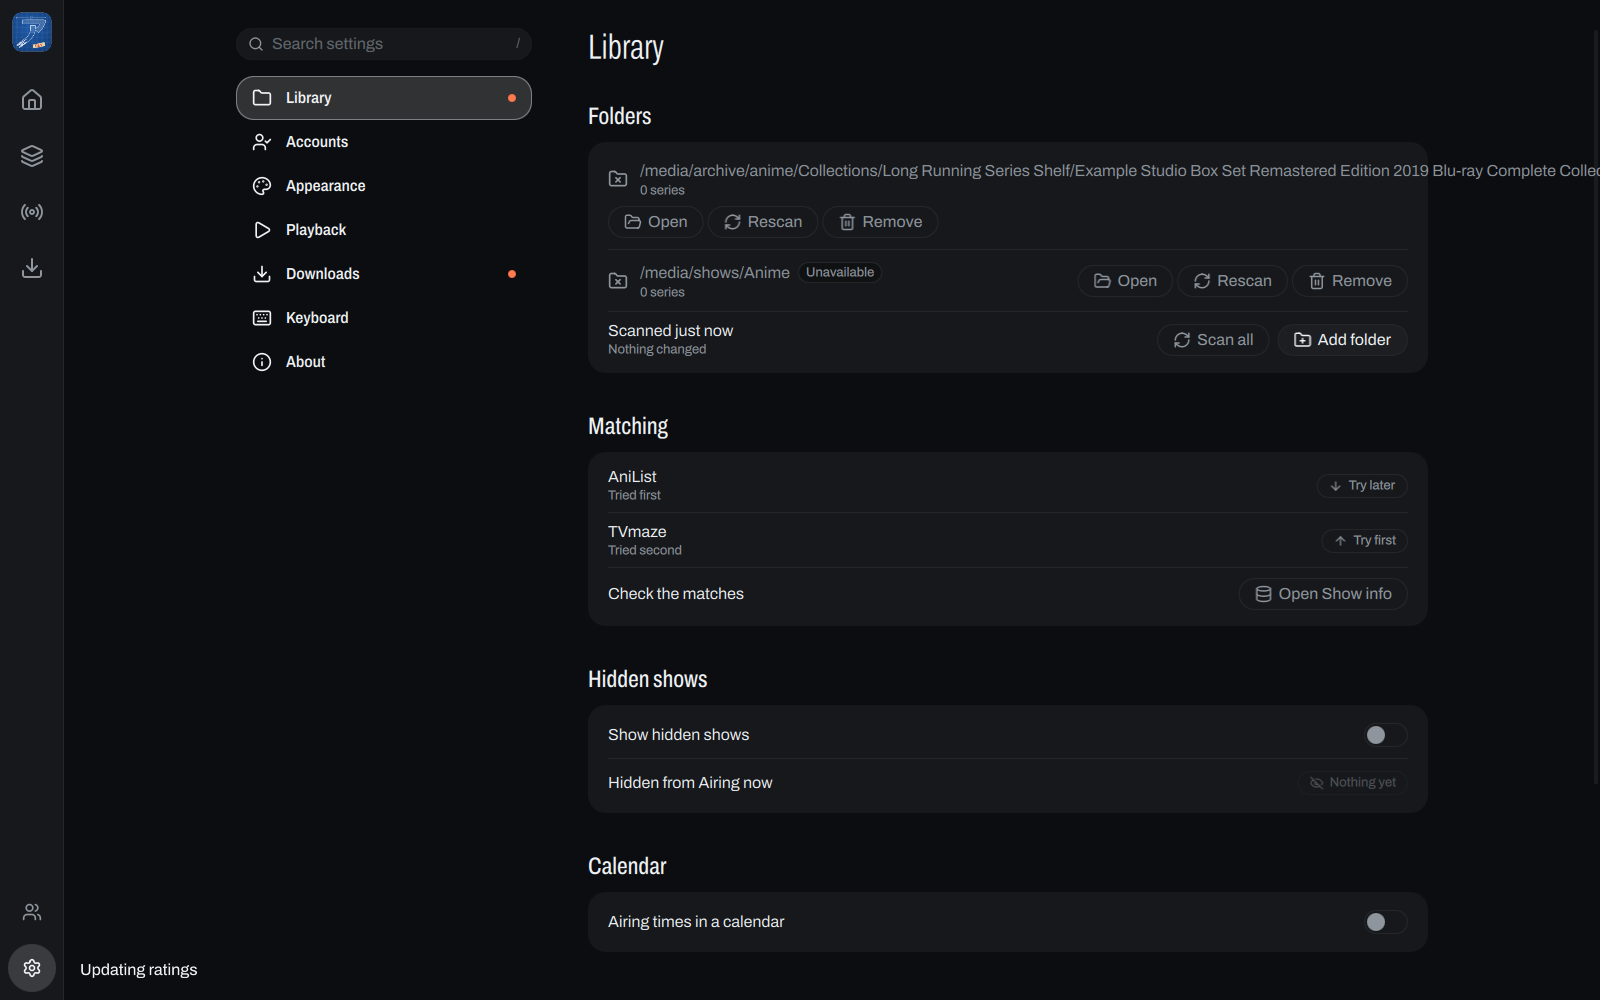 Search settings /
Library
Accounts
Appearance
Playback
Downloads
Keyboard
About
Updating ratings
Library
Folders
/media/archive/anime/Collections/Long Running Series Shelf/Example Studio Box Set Remastered Edition 2019 Blu-ray Complete
0 series
Open Rescan Remove
/media/shows/Anime Unavailable
0 series
Open Rescan Remove
Scanned just now
Nothing changed
Scan all Add folder
Matching
AniList
Tried first
Try later
TVmaze
Tried second
Try first
Check the matches
Open Show info
Hidden shows
Show hidden shows
Hidden from Airing now
Nothing yet
Calendar
Airing times in a calendar